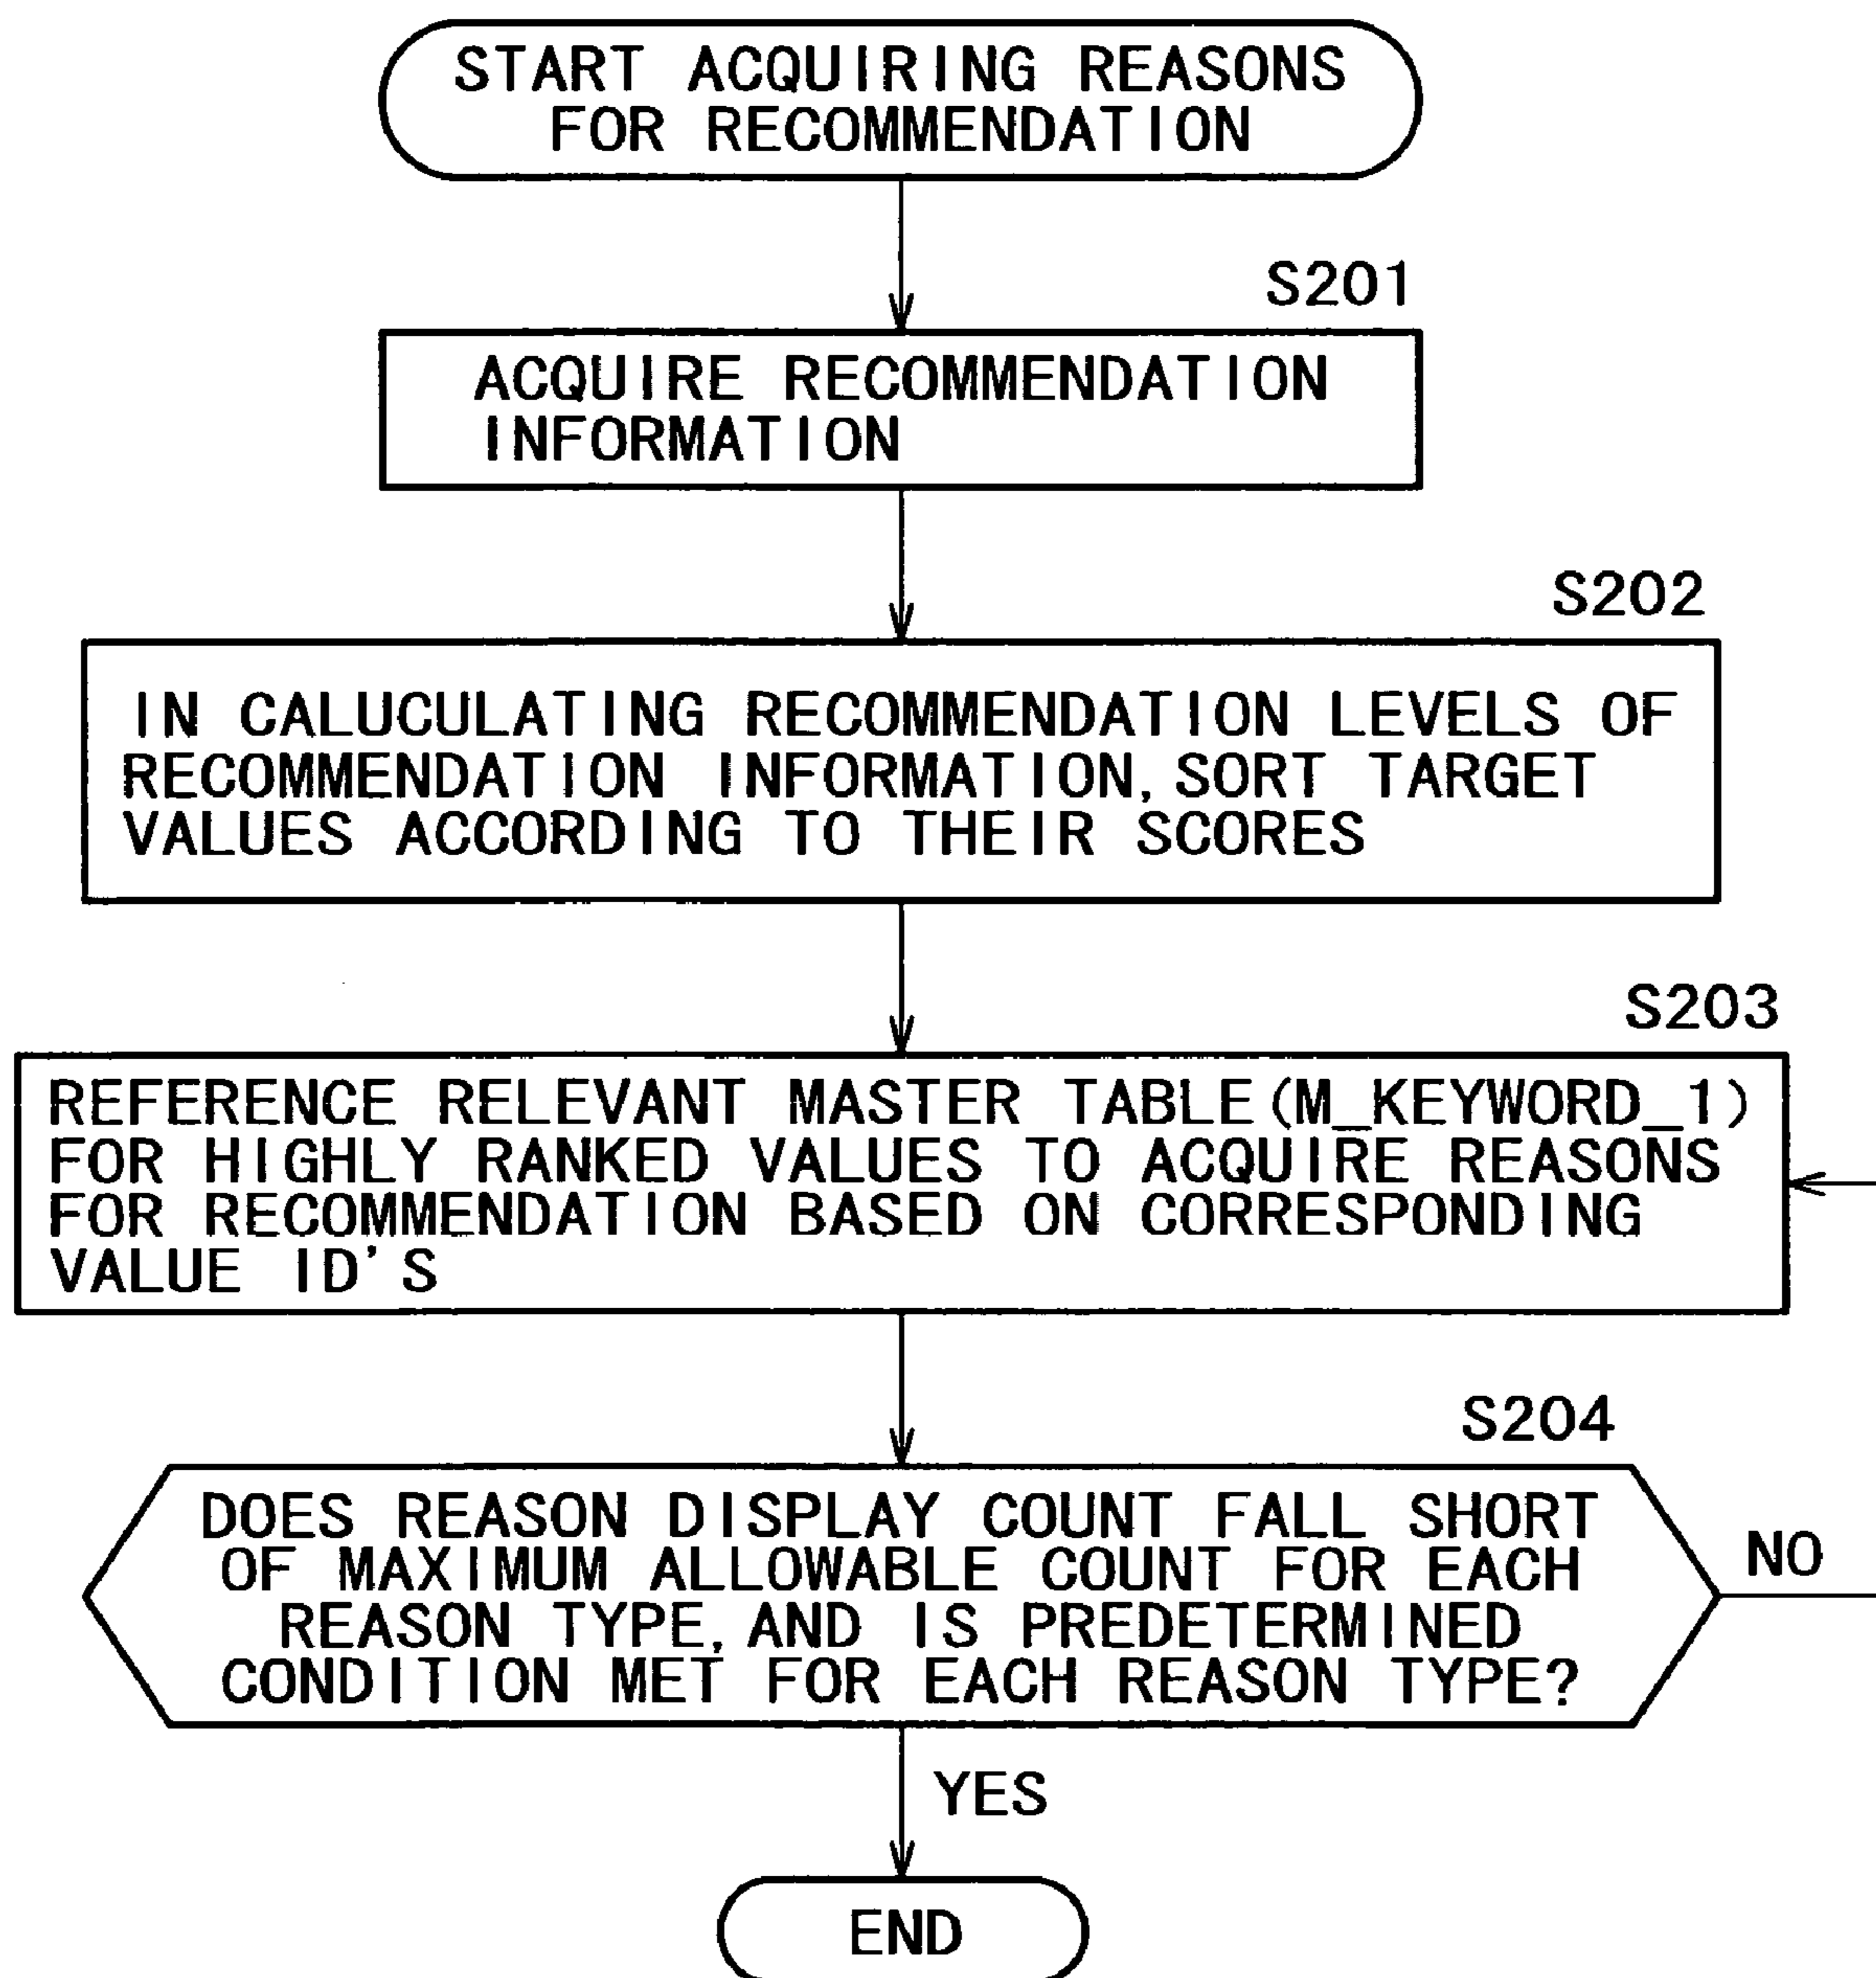 START ACQUIRING REASONS
FOR RECOMMENDATION
S201
ACQUIRE RECOMMENDATION
INFORMATION
S202
IN CALUCULATING RECOMMENDATION LEVELS OF
RECOMMENDATION INFORMATION, SORT TARGET
VALUES ACCORDING TO THEIR SCORES
S203
REFERENCE RELEVANT MASTER TABLE(M_KEYWORD_1)
FOR HIGHLY RANKED VALUES TO ACQUIRE REASONS
FOR RECOMMENDATION BASED ON CORRESPONDING
VALUE ID'S
S204
DOES REASON DISPLAY COUNT FALL SHORT
OF MAXIMUM ALLOWABLE COUNT FOR EACH
REASON TYPE, AND IS PREDETERMINED
CONDITION MET FOR EACH REASON TYPE?
NO
YES
END